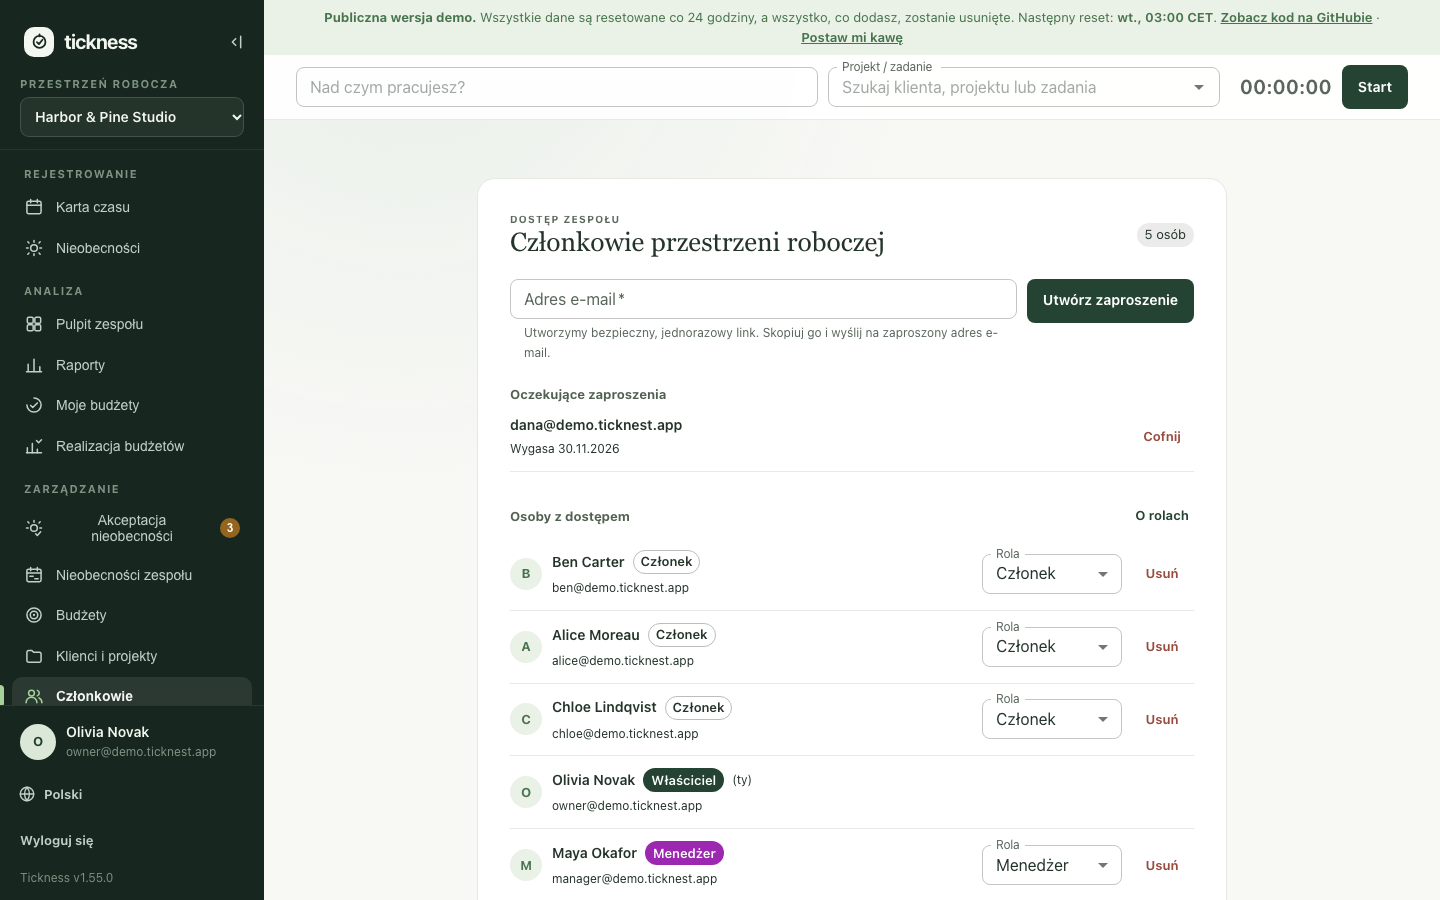 tickness
PRZESTRZEŃ ROBOCZA
Harbor & Pine Studio
REJESTROWANIE
Karta czasu
Nieobecności
ANALIZA
Pulpit zespołu
Raporty
Moje budżety
Realizacja budżetów
ZARZĄDZANIE
Akceptacja
nieobecności
3
Nieobecności zespołu
Budżety
Klienci i projekty
Członkowie
O
Olivia Novak
owner@demo.ticknest.app
Polski
Wyloguj się
Tickness v1.55.0
Publiczna wersja demo. Wszystkie dane są resetowane co 24 godziny, a wszystko, co dodasz, zostanie usunięte. Następny reset: wt., 03:00 CET. Zobacz kod na GitHubie ·
Postaw mi kawę
Nad czym pracujesz?
Projekt / zadanie
Szukaj klienta, projektu lub zadania
00:00:00
Start
DOSTĘP ZESPOŁU
Członkowie przestrzeni roboczej
5 osób
Adres e-mail *
Utwórz zaproszenie
Utworzymy bezpieczny, jednorazowy link. Skopiuj go i wyślij na zaproszony adres e-
mail.
Oczekujące zaproszenia
dana@demo.ticknest.app
Wygasa 30.11.2026
Cofnij
Osoby z dostępem
O rolach
B
Ben Carter
Członek
ben@demo.ticknest.app
Rola
Członek
Usuń
A
Alice Moreau
Członek
alice@demo.ticknest.app
Rola
Członek
Usuń
C
Chloe Lindqvist
Członek
chloe@demo.ticknest.app
Rola
Członek
Usuń
O
Olivia Novak
Właściciel
(ty)
owner@demo.ticknest.app
M
Maya Okafor
Menedżer
manager@demo.ticknest.app
Rola
Menedżer
Usuń